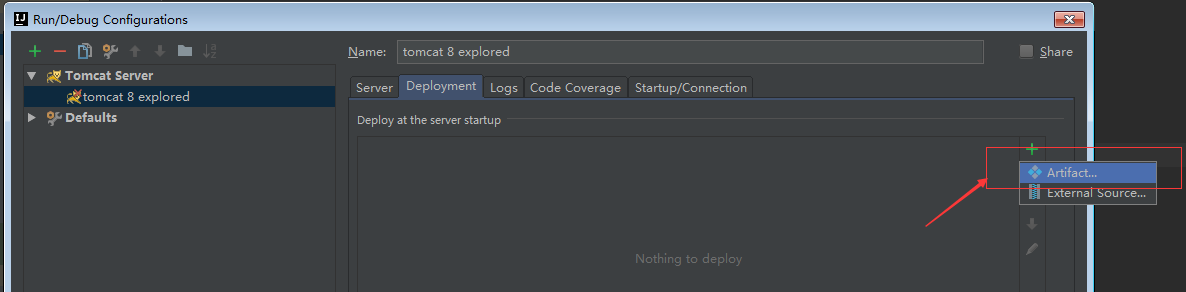 Run/Debug Configurations
Name: tomcat 8 explored Share
Tomcat Server
tomcat 8 explored
Defaults
Server Deployment Logs Code Coverage Startup/Connection
Deploy at the server startup
Artifact...
External Source...
Nothing to deploy